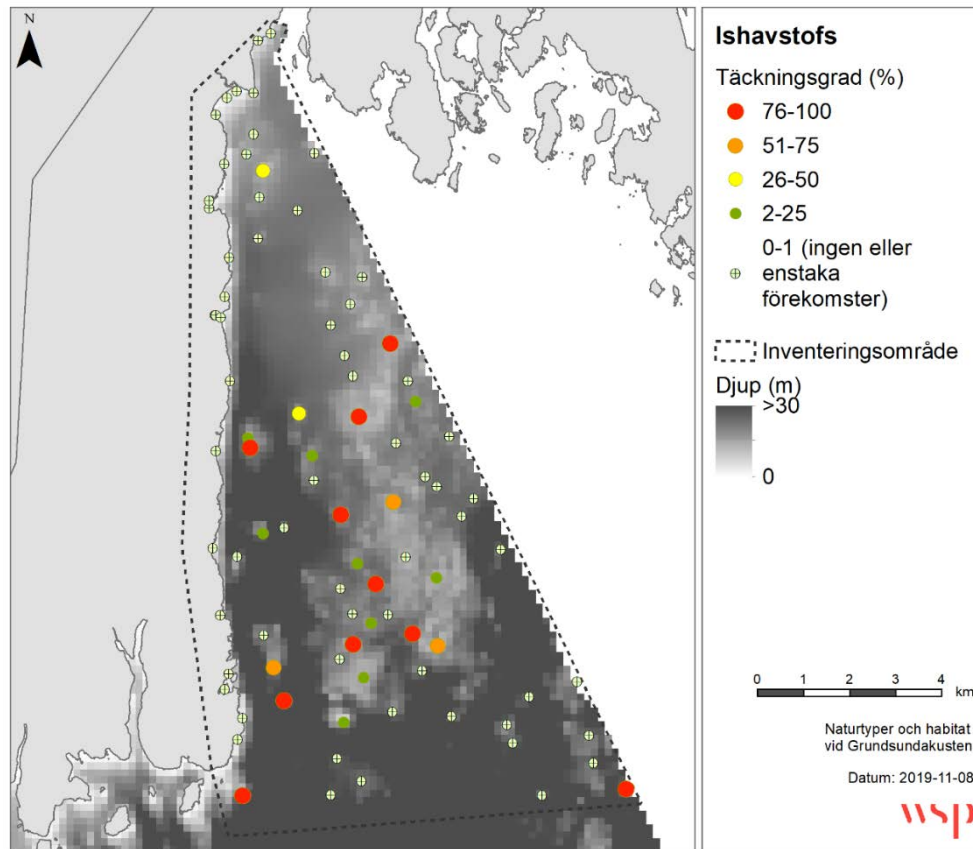 N
Ishavstofs
Täckningsgrad (%)
76-100
51-75
26-50
2-25
0-1 (ingen eller
enstaka
förekomster)
Inventeringsområde
Djup (m)
>30
0
0 1 2 3 4
km
Naturtyper och habitat
vid Grundsundakusten
Datum: 2019-11-08
wsp